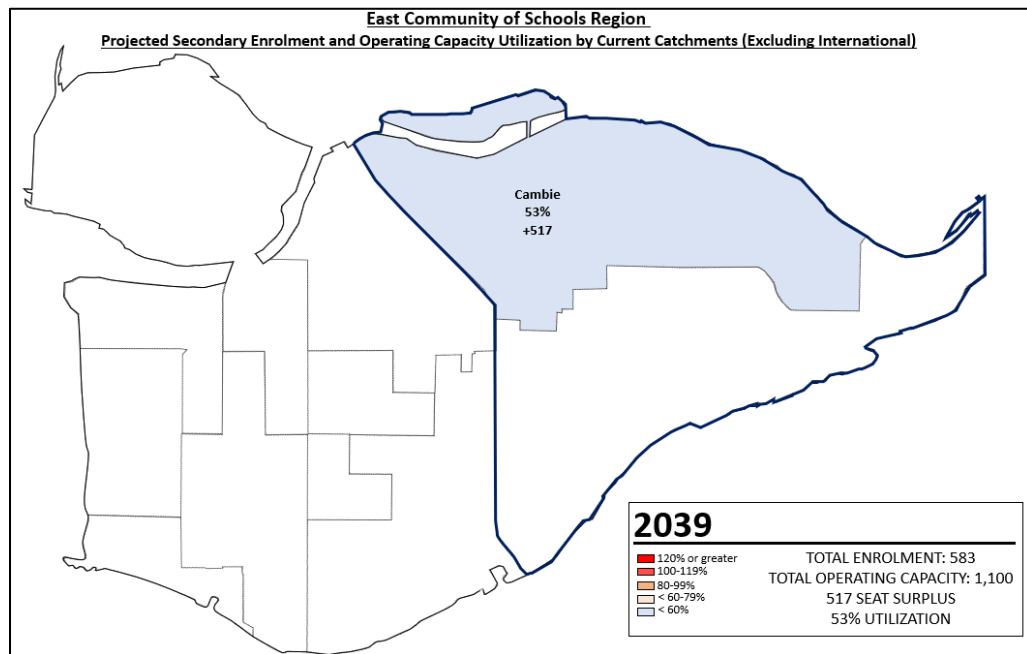 East Community of Schools Region
Projected Secondary Enrolment and Operating Capacity Utilization by Current Catchments (Excluding International)
Cambie
53%
+517
2039
120% or greater
100-119%
80-99%
< 60-79%
< 60%
TOTAL ENROLMENT: 583
TOTAL OPERATING CAPACITY: 1,100
517 SEAT SURPLUS
53% UTILIZATION